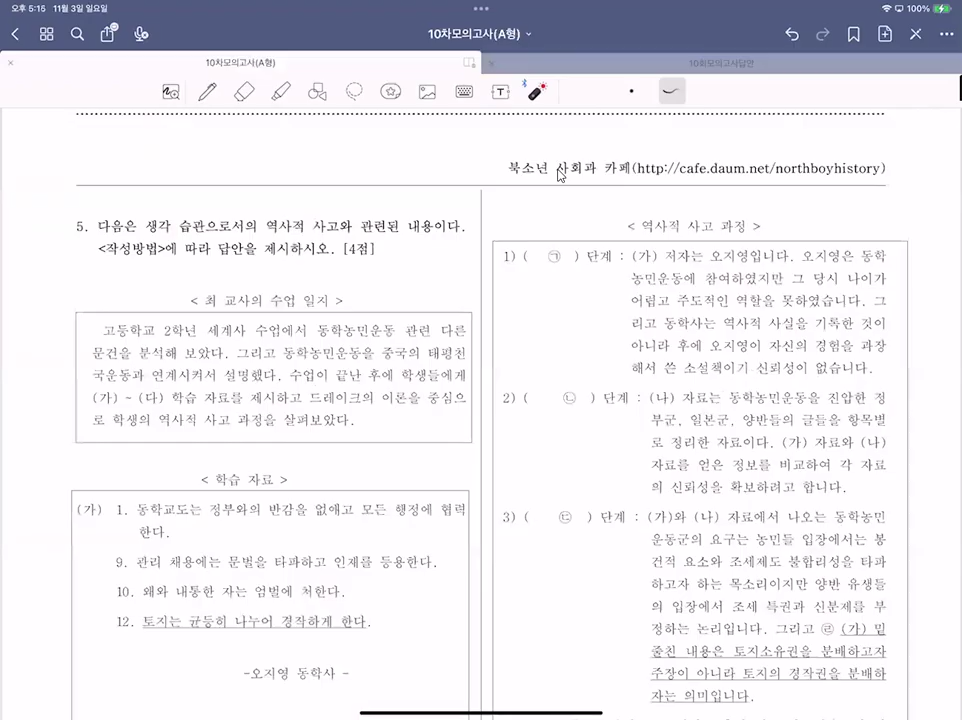 오후 5:15 11월 3일 일요일
100%
10차모의고사(A형)
10차모의고사(A형)
10회모의고사답안
북소년 사회과 카페(http://cafe.daum.net/northboyhistory)
5. 다음은 생각 습관으로서의 역사적 사고와 관련된 내용이다.
<작성방법>에 따라 답안을 제시하시오. [4점]
< 최 교사의 수업 일지 >
고등학교 2학년 세계사 수업에서 동학농민운동 관련 다른
문건을 분석해 보았다. 그리고 동학농민운동을 중국의 태평천
국운동과 연계시켜서 설명했다. 수업이 끝난 후에 학생들에게
(가) ~ (다) 학습 자료를 제시하고 드레이크의 이론을 중심으
로 학생의 역사적 사고 과정을 살펴보았다.
< 학습 자료 >
(가) 1. 동학교도는 정부와의 반감을 없애고 모든 행정에 협력
한다.
9. 관리 채용에는 문벌을 타파하고 인재를 등용한다.
10. 왜와 내통한 자는 엄벌에 처한다.
12. 토지는 균등히 나누어 경작하게 한다.
-오지영 동학사 -
< 역사적 사고 과정 >
1) ( ㉠ ) 단계 : (가) 저자는 오지영입니다. 오지영은 동학
농민운동에 참여하였지만 그 당시 나이가
어렵고 주도적인 역할을 못하였습니다. 그
리고 동학사는 역사적 사실을 기록한 것이
아니라 후에 오지영이 자신의 경험을 과장
해서 쓴 소설책이기 신뢰성이 없습니다.
2) ( ㉡ ) 단계 : (나) 자료는 동학농민운동을 진압한 정
부군, 일본군, 양반들의 글들을 항목별
로 정리한 자료이다. (가) 자료와 (나)
자료를 얻은 정보를 비교하여 각 자료
의 신뢰성을 확보하려고 합니다.
3) ( ㉢ ) 단계 : (가)와 (나) 자료에서 나오는 동학농민
운동군의 요구는 농민들 입장에서는 봉
건적 요소와 조세제도 불합리성을 타파
하고자 하는 목소리이지만 양반 유생들
의 입장에서 조세 특권과 신분제를 부
정하는 논리입니다. 그리고 ㉣ (가) 밑
줄친 내용은 토지소유권을 분배하고자
주장이 아니라 토지의 경작권을 분배하
자는 의미입니다.